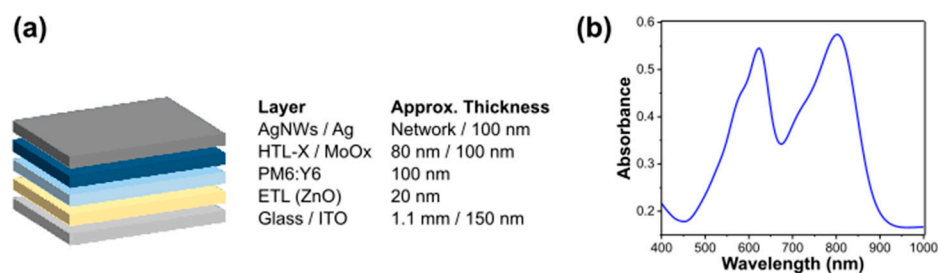 (a)
Layer Approx. Thickness
AgNWs / Ag Network / 100 nm
HTL-X / MoOx 80 nm / 100 nm
PM6:Y6 100 nm
ETL (ZnO) 20 nm
Glass / ITO 1.1 mm / 150 nm
(b)
Absorbance
0.6
0.5
0.4
0.3
0.2
400 500 600 700 800 900 1000
Wavelength (nm)